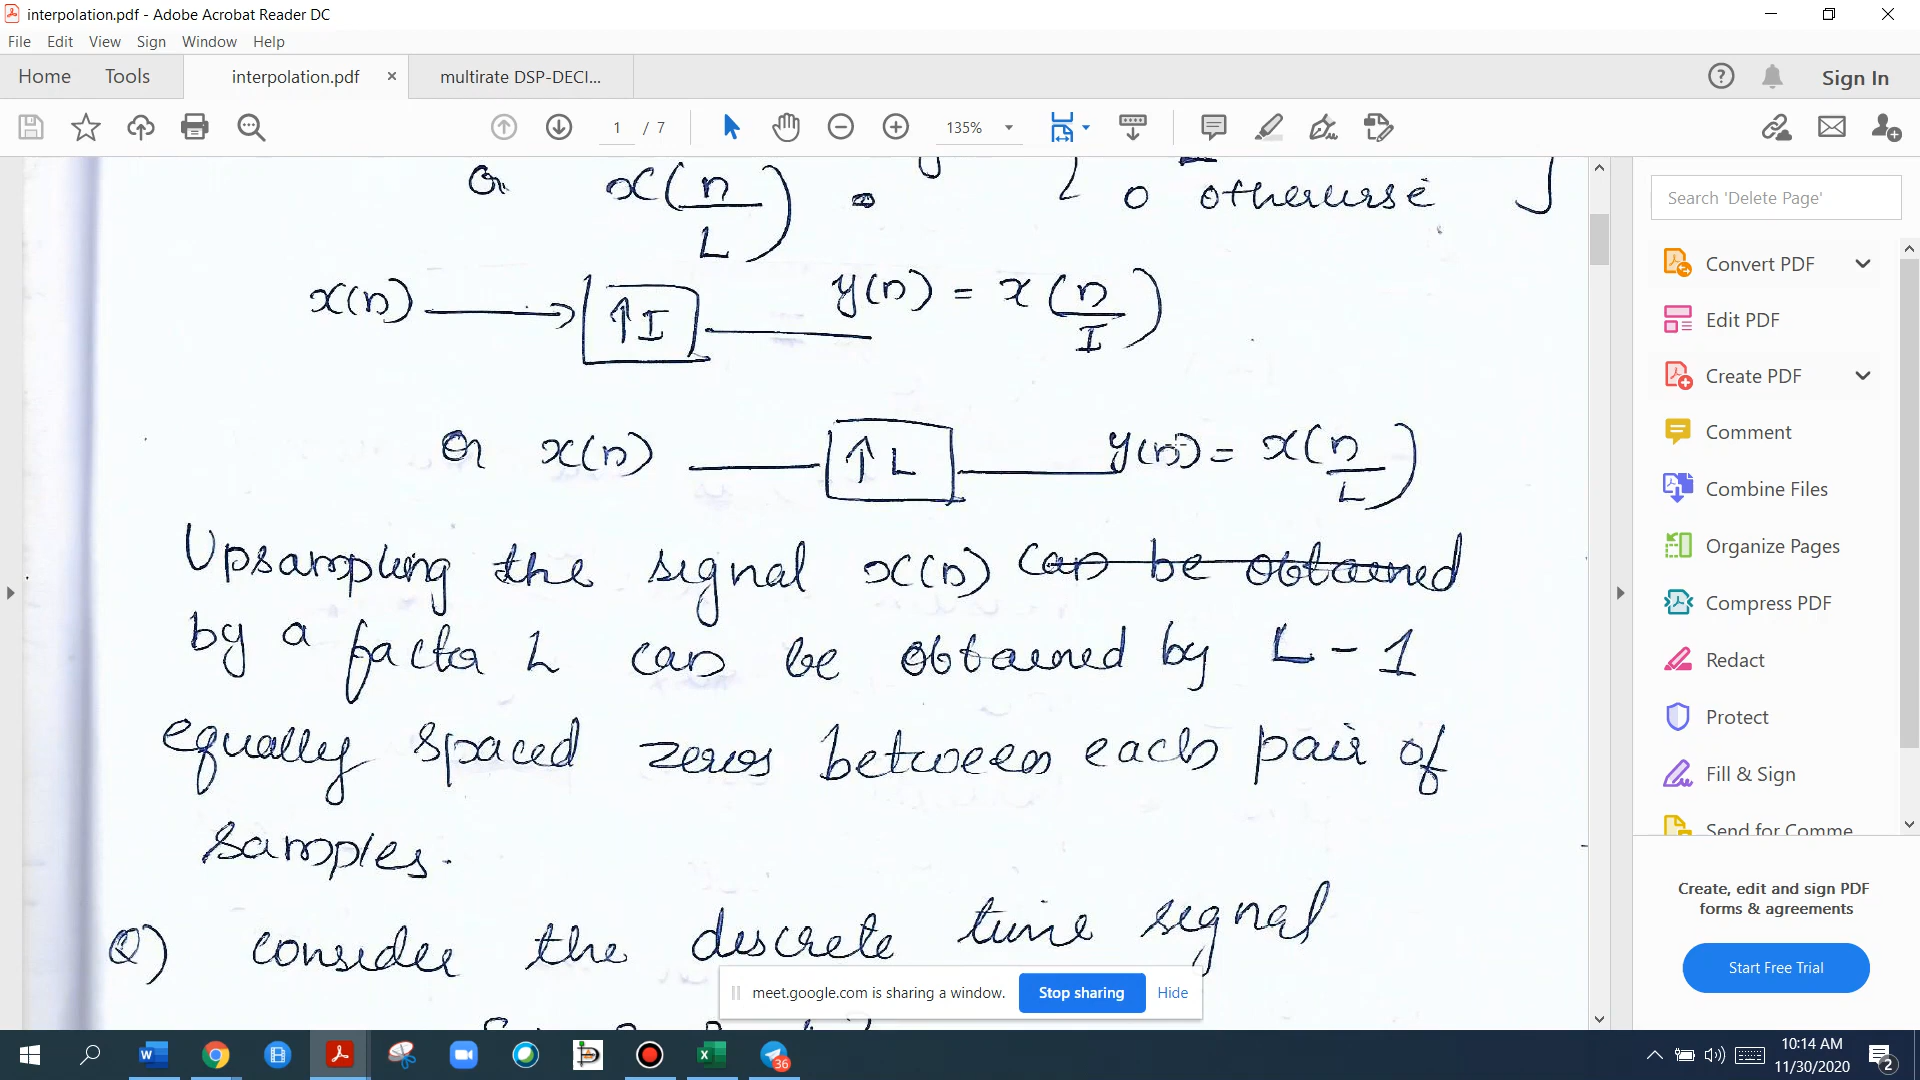 interpolation.pdf - Adobe Acrobat Reader DC
File Edit View Sign Window Help
Home Tools interpolation.pdf × multirate DSP-DECI... Sign In
1 / 7 135%
or x(n/L) = { 0 otherwise }
x(n) ↑I y(n) = x(n/I)
or x(n) ↑L y(n) = x(n/L)
Upsampling the signal x(n) can be obtained
by a factor L can be obtained by L - 1
equally spaced zeros between each pair of
samples.
Q) consider the discrete time signal
Search 'Delete Page'
Convert PDF
Edit PDF
Create PDF
Comment
Combine Files
Organize Pages
Compress PDF
Redact
Protect
Fill & Sign
Send for Comme
Create, edit and sign PDF
forms & agreements
Start Free Trial
meet.google.com is sharing a window. Stop sharing Hide
36
10:14 AM
11/30/2020
2